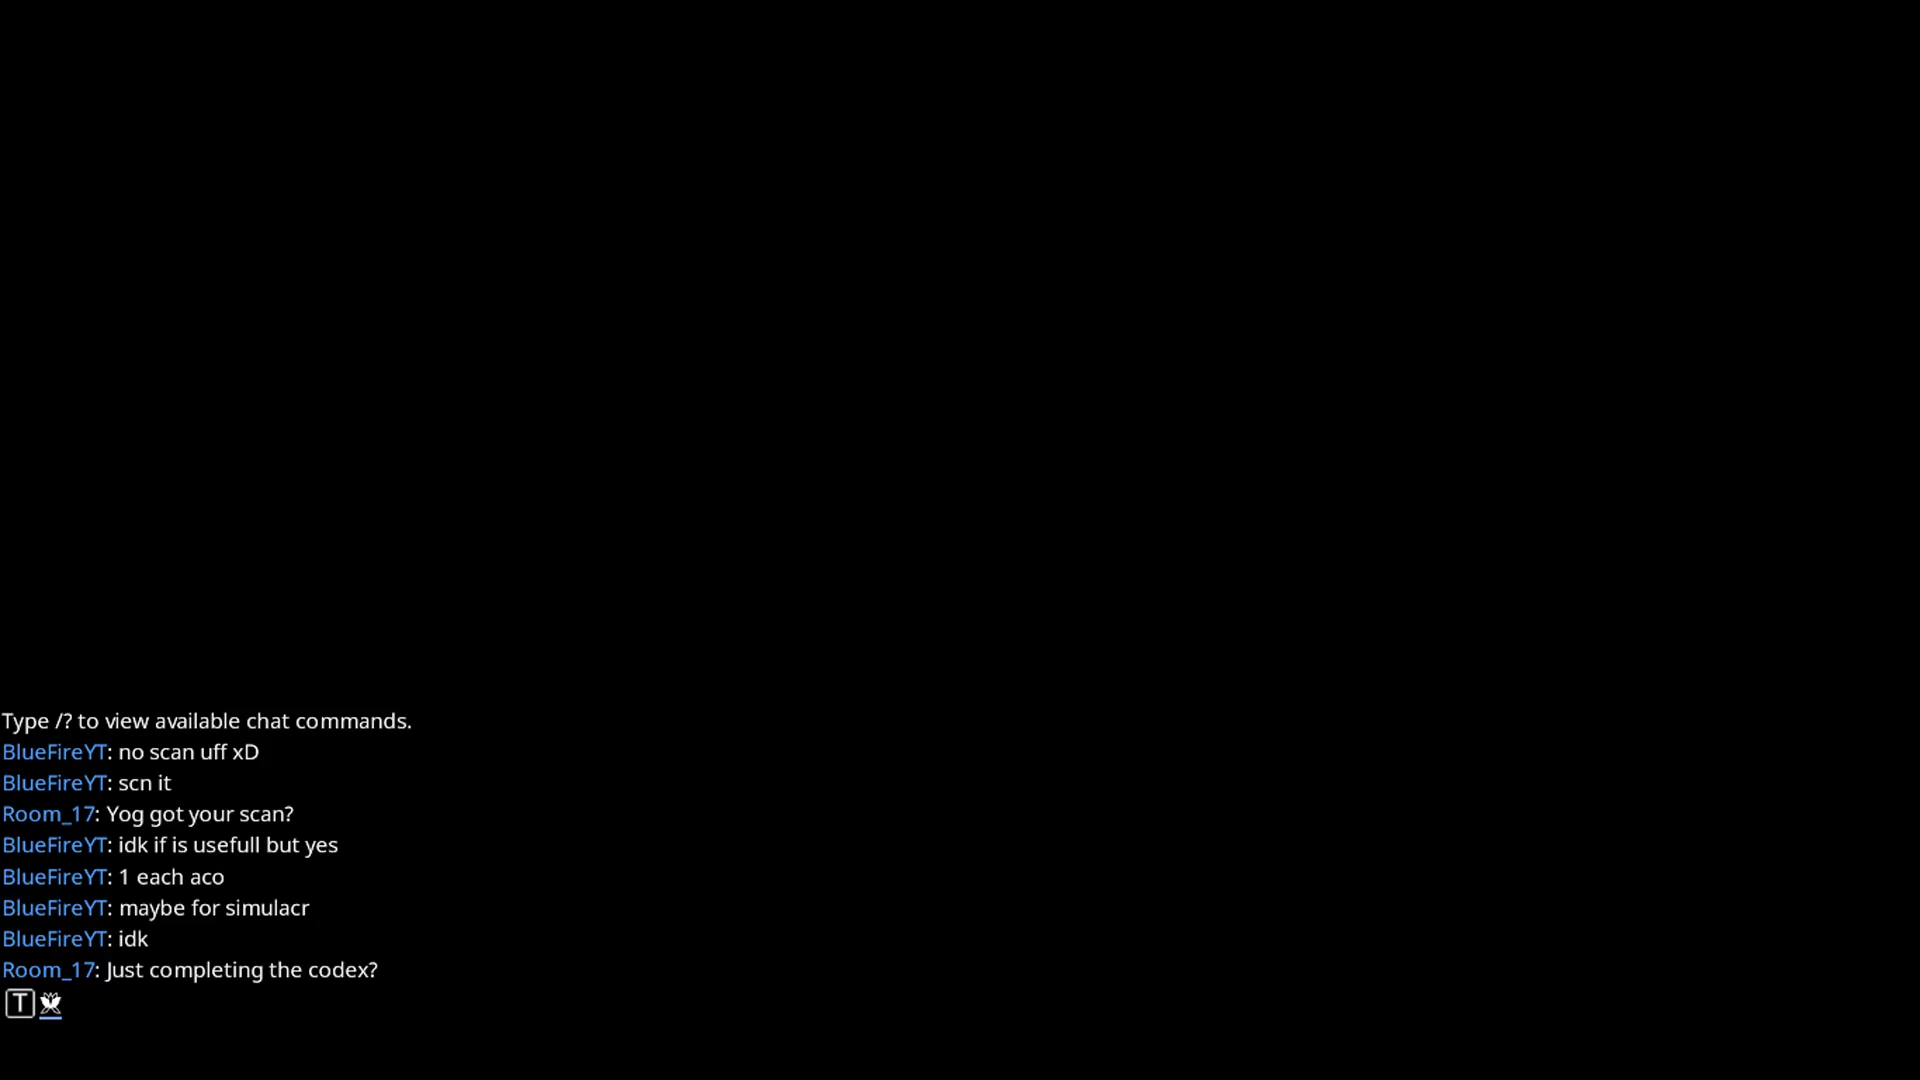 Type /? to view available chat commands.
BlueFireYT: no scan uff xD
BlueFireYT: scn it
Room_17: Yog got your scan?
BlueFireYT: idk if is usefull but yes
BlueFireYT: 1 each aco
BlueFireYT: maybe for simulacr
BlueFireYT: idk
Room_17: Just completing the codex?
T